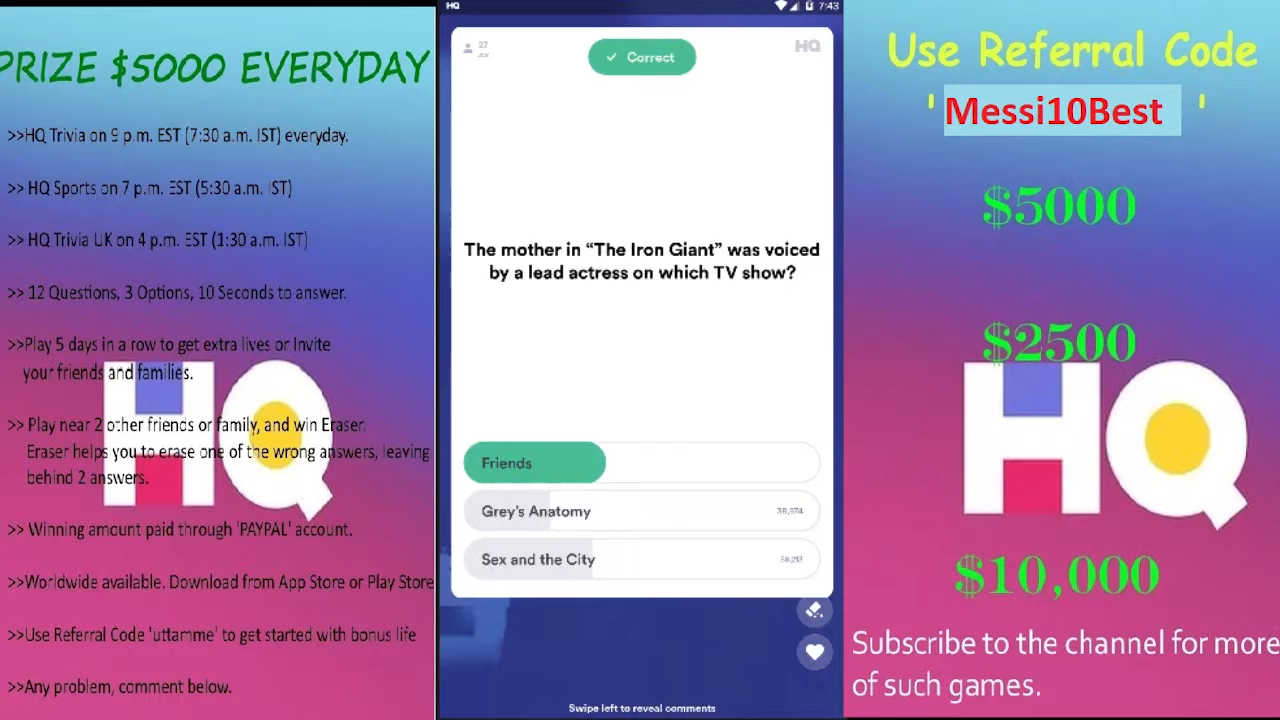 PRIZE $5000 EVERYDAY
>>HQ Trivia on 9 p.m. EST (7:30 a.m. IST) everyday.
>> HQ Sports on 7 p.m. EST (5:30 a.m. IST)
>> HQ Trivia UK on 4 p.m. EST (1:30 a.m. IST)
>> 12 Questions, 3 Options, 10 Seconds to answer.
>>Play 5 days in a row to get extra lives or Invite
your friends and families.
>> Play near 2 other friends or family, and win Eraser.
Eraser helps you to erase one of the wrong answers, leaving
behind 2 answers.
>> Winning amount paid through 'PAYPAL' account.
>>Worldwide available. Download from App Store or Play Store
>>Use Referral Code 'uttamme' to get started with bonus life
>>Any problem, comment below.
HQ
HQ
7:43
27
Correct
HQ
The mother in “The Iron Giant” was voiced
by a lead actress on which TV show?
Friends
Grey's Anatomy
Sex and the City
Swipe left to reveal comments
Use Referral Code
' Messi10Best '
$5000
$2500
HQ
$10,000
Subscribe to the channel for more
of such games.